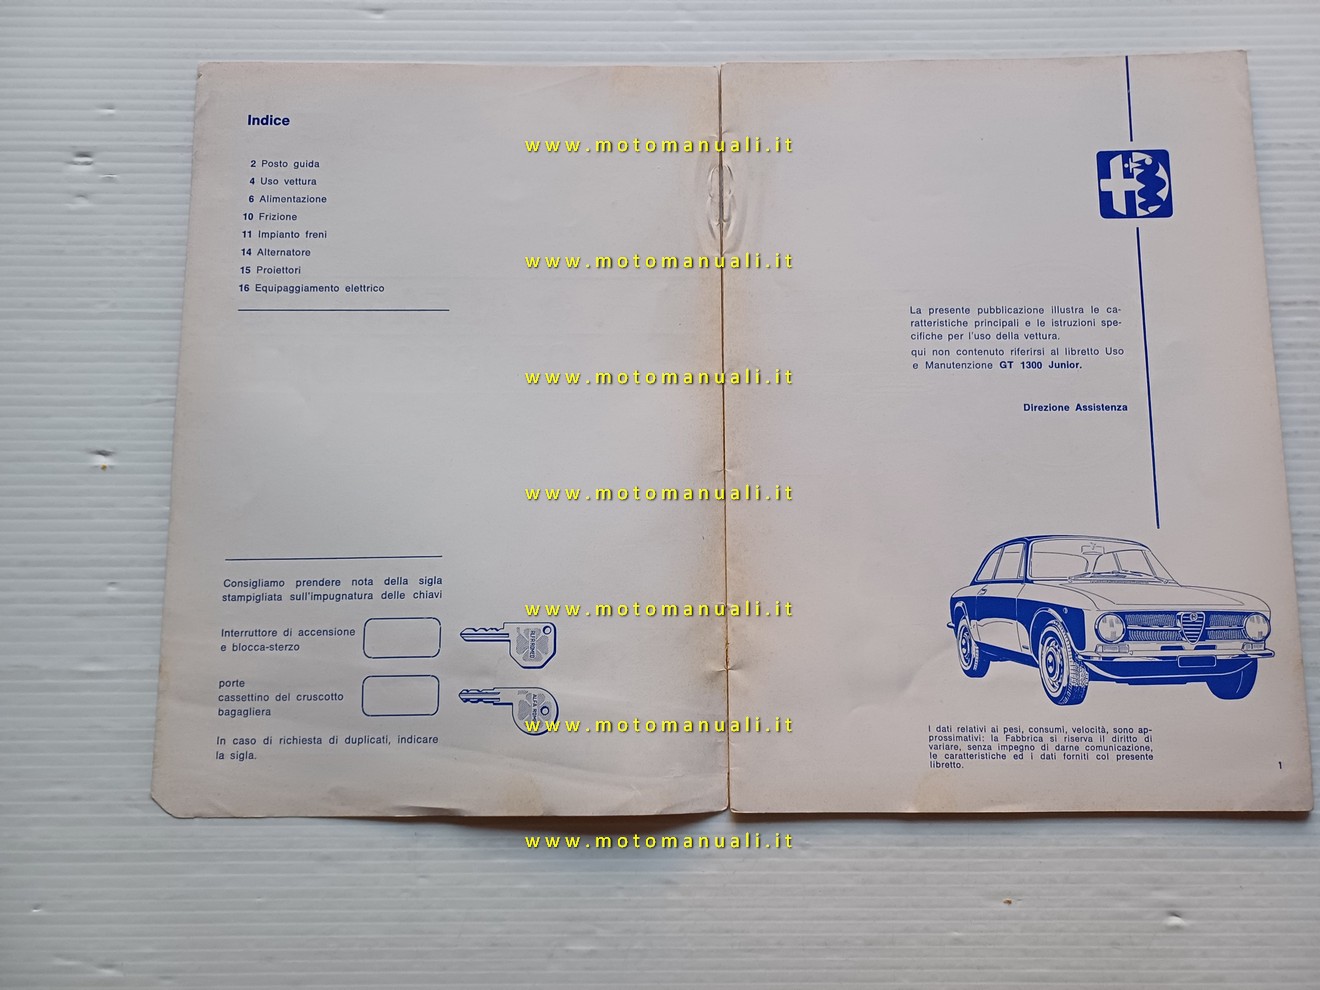 Indice
2 Posto guida
4 Uso vettura
6 Alimentazione
10 Frizione
11 Impianto freni
14 Alternatore
15 Proiettori
16 Equipaggiamento elettrico
Consigliamo prendere nota della sigla
stampigliata sull'impugnatura delle chiavi
Interruttore di accensione
e blocca-sterzo
porte
cassettino del cruscotto
bagagliera
In caso di richiesta di duplicati, indicare
la sigla.
La presente pubblicazione illustra le ca-
ratteristiche principali e le istruzioni spe-
cifiche per l'uso della vettura.
qui non contenuto riferirsi al libretto Uso
e Manutenzione GT 1300 Junior.
Direzione Assistenza
I dati relativi ai pesi, consumi, velocità, sono ap-
prossimativi: la Fabbrica si riserva il diritto di
variare, senza impegno di darne comunicazione,
le caratteristiche ed i dati forniti col presente
libretto.
1
www.motomanuali.it
www.motomanuali.it
www.motomanuali.it
www.motomanuali.it
www.motomanuali.it
www.motomanuali.it
www.motomanuali.it